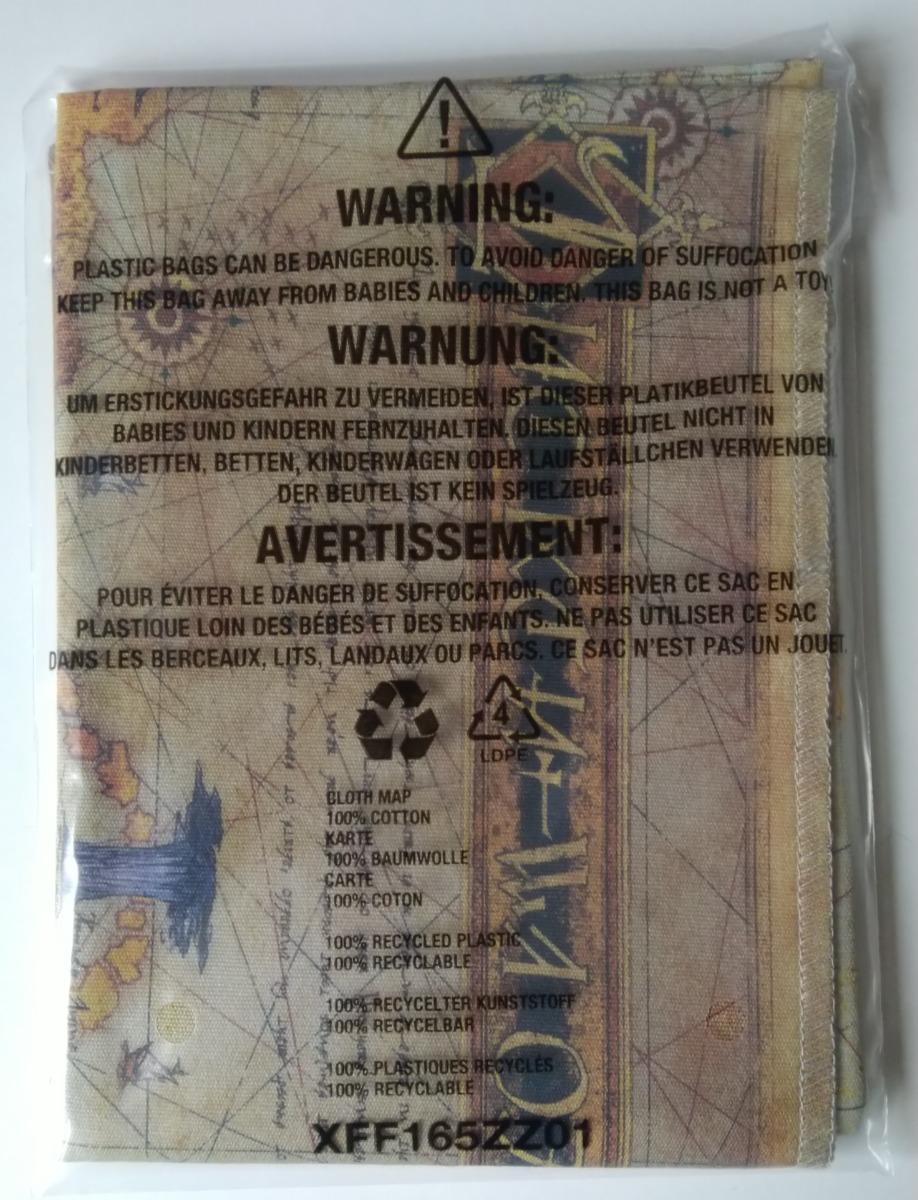 !
WARNING:
PLASTIC BAGS CAN BE DANGEROUS. TO AVOID DANGER OF SUFFOCATION
KEEP THIS BAG AWAY FROM BABIES AND CHILDREN. THIS BAG IS NOT A TOY
WARNUNG:
UM ERSTICKUNGSGEFAHR ZU VERMEIDEN, IST DIESER PLATIKBEUTEL VON
BABIES UND KINDERN FERNZUHALTEN. DIESEN BEUTEL NICHT IN
KINDERBETTEN, BETTEN, KINDERWAGEN ODER LAUFSTÄLLCHEN VERWENDEN
DER BEUTEL IST KEIN SPIELZEUG.
AVERTISSEMENT:
POUR ÉVITER LE DANGER DE SUFFOCATION, CONSERVER CE SAC EN
PLASTIQUE LOIN DES BÉBÉS ET DES ENFANTS. NE PAS UTILISER CE SAC
DANS LES BERCEAUX, LITS, LANDAUX OU PARCS. CE SAC N'EST PAS UN JOUET.
4
LDPE
CLOTH MAP
100% COTTON
KARTE
100% BAUMWOLLE
CARTE
100% COTON
100% RECYCLED PLASTIC
100% RECYCLABLE
100% RECYCELTER KUNSTSTOFF
100% RECYCELBAR
100% PLASTIQUES RECYCLÉS
100% RECYCLABLE
XFF165ZZ01